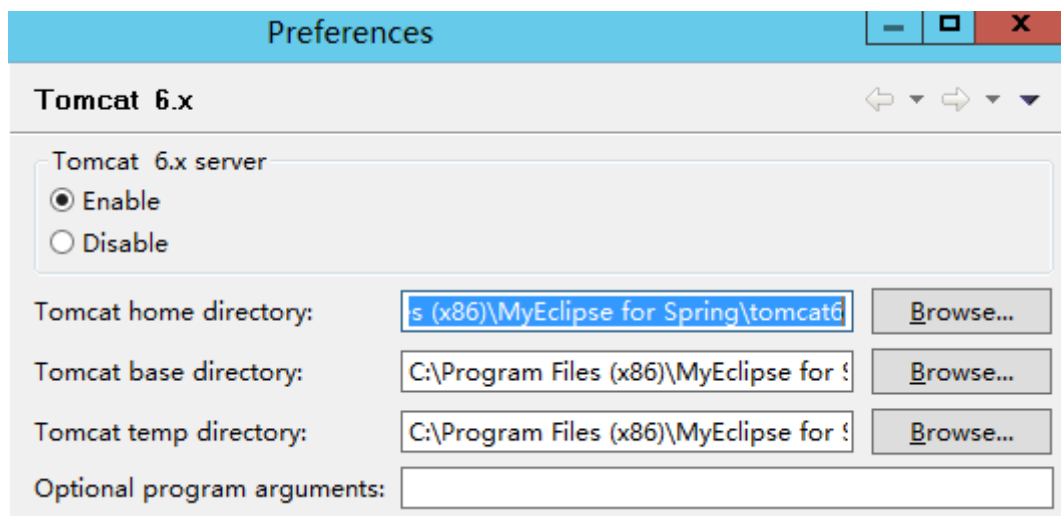 Preferences
Tomcat 6.x
Tomcat 6.x server
Enable
Disable
Tomcat home directory: (x86)\MyEclipse for Spring\tomcat6 Browse...
Tomcat base directory: C:\Program Files (x86)\MyEclipse for Browse...
Tomcat temp directory: C:\Program Files (x86)\MyEclipse for Browse...
Optional program arguments: